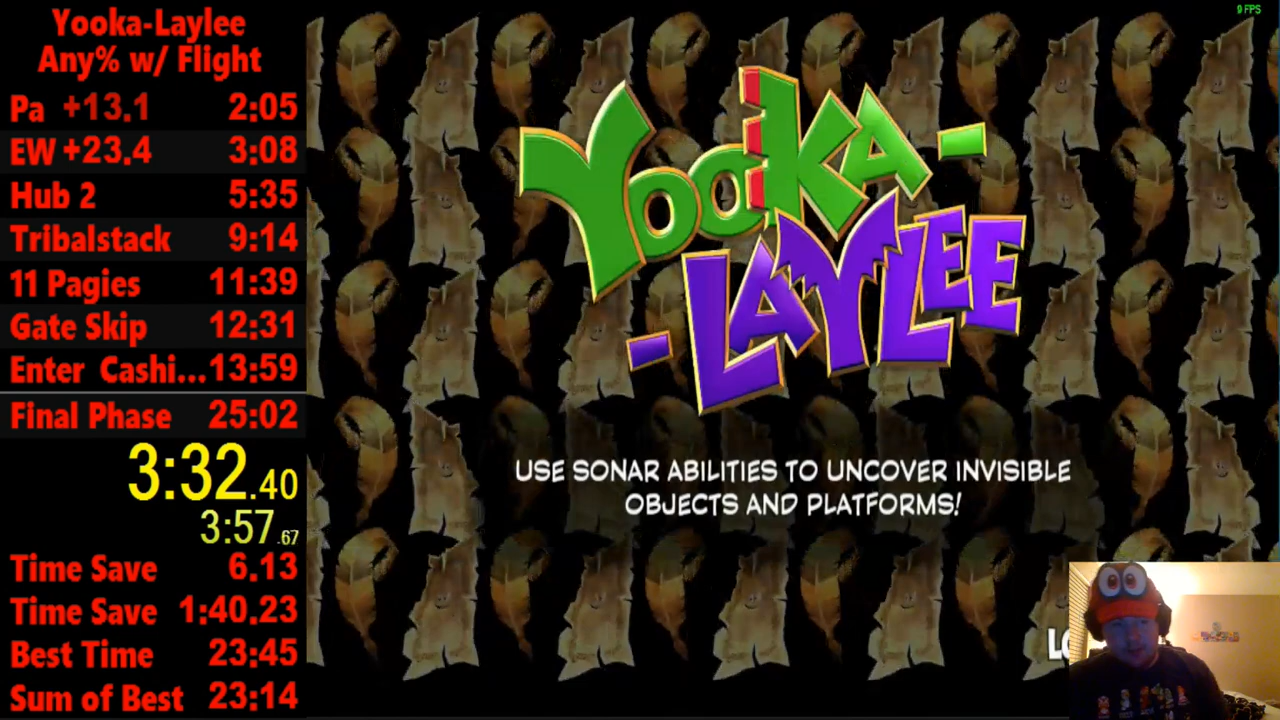 Yooka-Laylee
Any% w/ Flight
Pa +13.1 2:05
EW +23.4 3:08
Hub 2 5:35
Tribalstack 9:14
11 Pagies 11:39
Gate Skip 12:31
Enter Cashi... 13:59
Final Phase 25:02
3:32.40
3:57.67
Time Save 6.13
Time Save 1:40.23
Best Time 23:45
Sum of Best 23:14
9 FPS
YOOKA-
-LAYLEE
USE SONAR ABILITIES TO UNCOVER INVISIBLE
OBJECTS AND PLATFORMS!